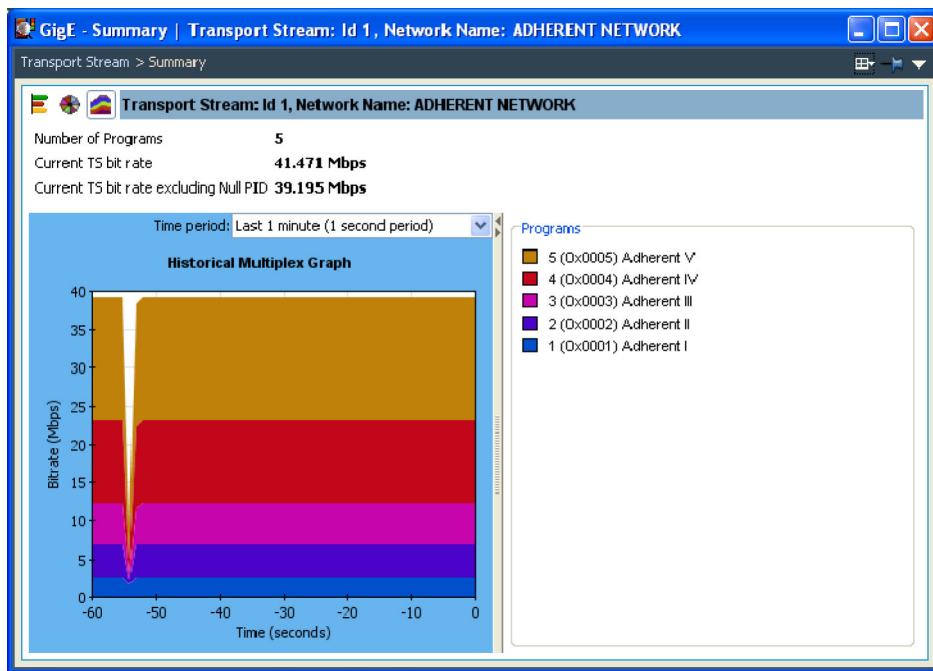 GigE - Summary | Transport Stream: Id 1, Network Name: ADHERENT NETWORK
Transport Stream > Summary
Transport Stream: Id 1, Network Name: ADHERENT NETWORK
Number of Programs 5
Current TS bit rate 41.471 Mbps
Current TS bit rate excluding Null PID 39.195 Mbps
Time period: Last 1 minute (1 second period)
Historical Multiplex Graph
40
35
30
25
20
15
10
5
0
Bitrate (Mbps)
-60 -50 -40 -30 -20 -10 0
Time (seconds)
Programs
5 (0x0005) Adherent V
4 (0x0004) Adherent IV
3 (0x0003) Adherent III
2 (0x0002) Adherent II
1 (0x0001) Adherent I